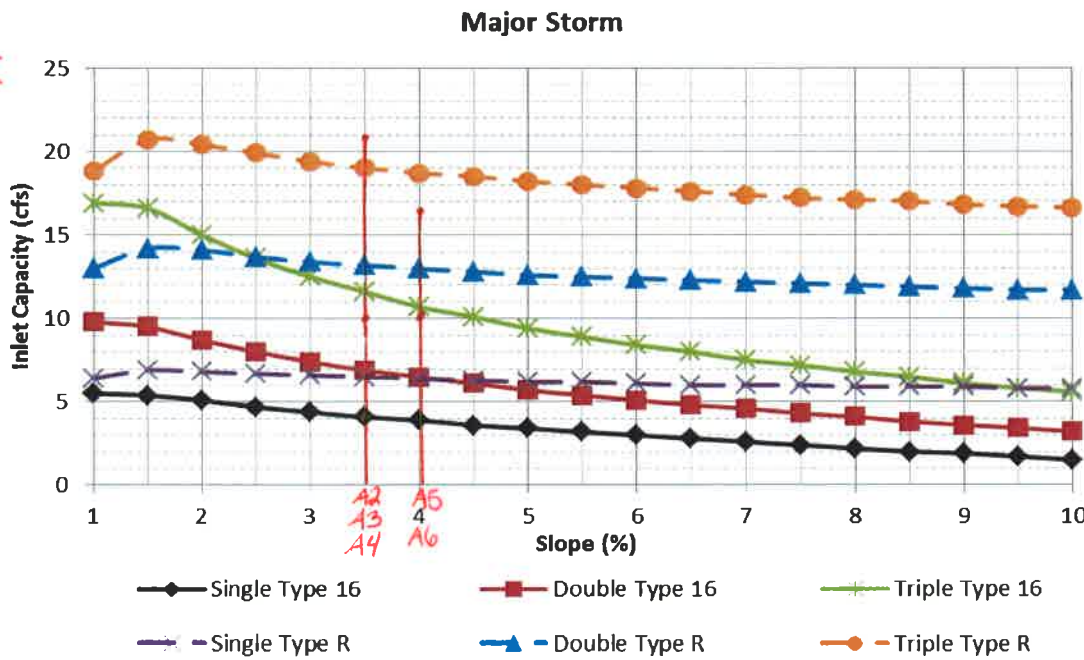 Major Storm
25
20
15
10
5
0
Inlet Capacity (cfs)
1 2 3 4 5 6 7 8 9 10
A2 A5
A3 A6
A4
Slope (%)
Single Type 16 Double Type 16 Triple Type 16
Single Type R Double Type R Triple Type R